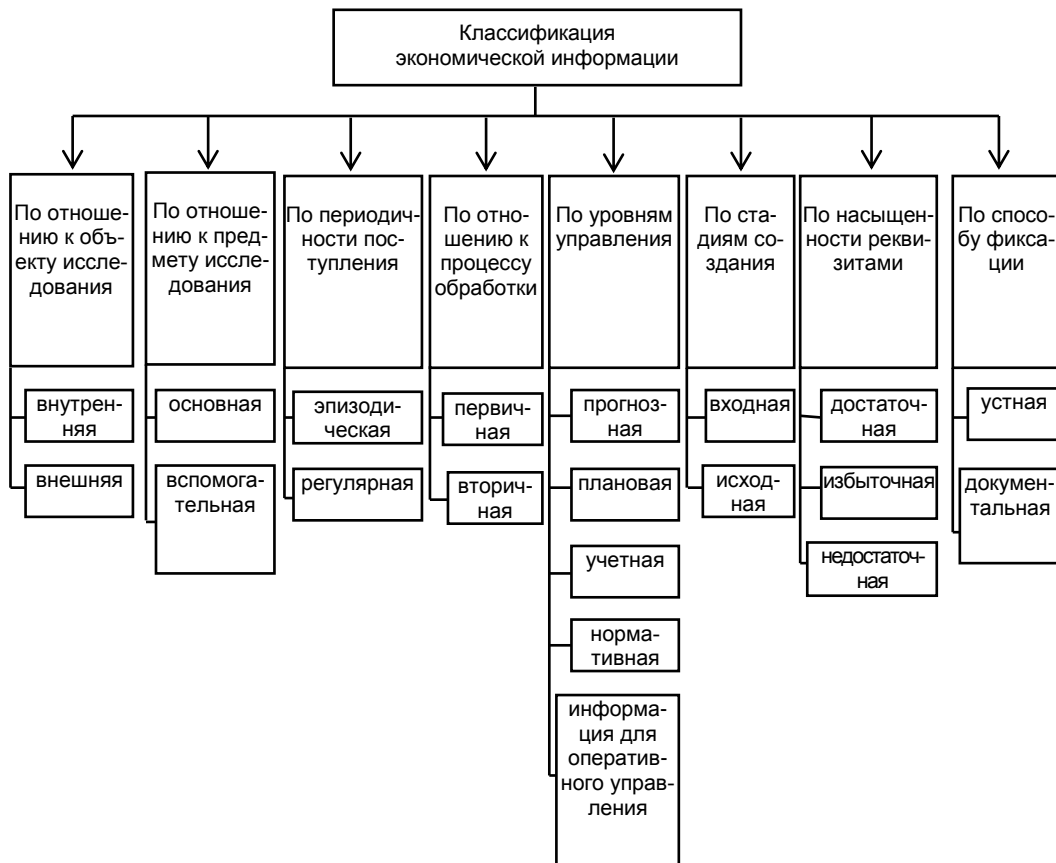 Классификация
экономической информации
По отноше-
нию к объ-
екту иссле-
дования
По отноше-
нию к пред-
мету иссле-
дования
По периодич-
ности пос-
тупления
По отно-
шению к
процессу
обработки
По уровням
управления
По ста-
диям со-
здания
По насыщен-
ности рекви-
зитами
По спосо-
бу фикса-
ции
внутрен-
няя
внешняя
основная
вспомога-
тельная
эпизоди-
ческая
регулярная
первич-
ная
вторич-
ная
прогноз-
ная
плановая
учетная
норма-
тивная
информа-
ция для
оператив-
ного управ-
ления
входная
исход-
ная
достаточ-
ная
избыточная
недостаточ-
ная
устная
докумен-
тальная